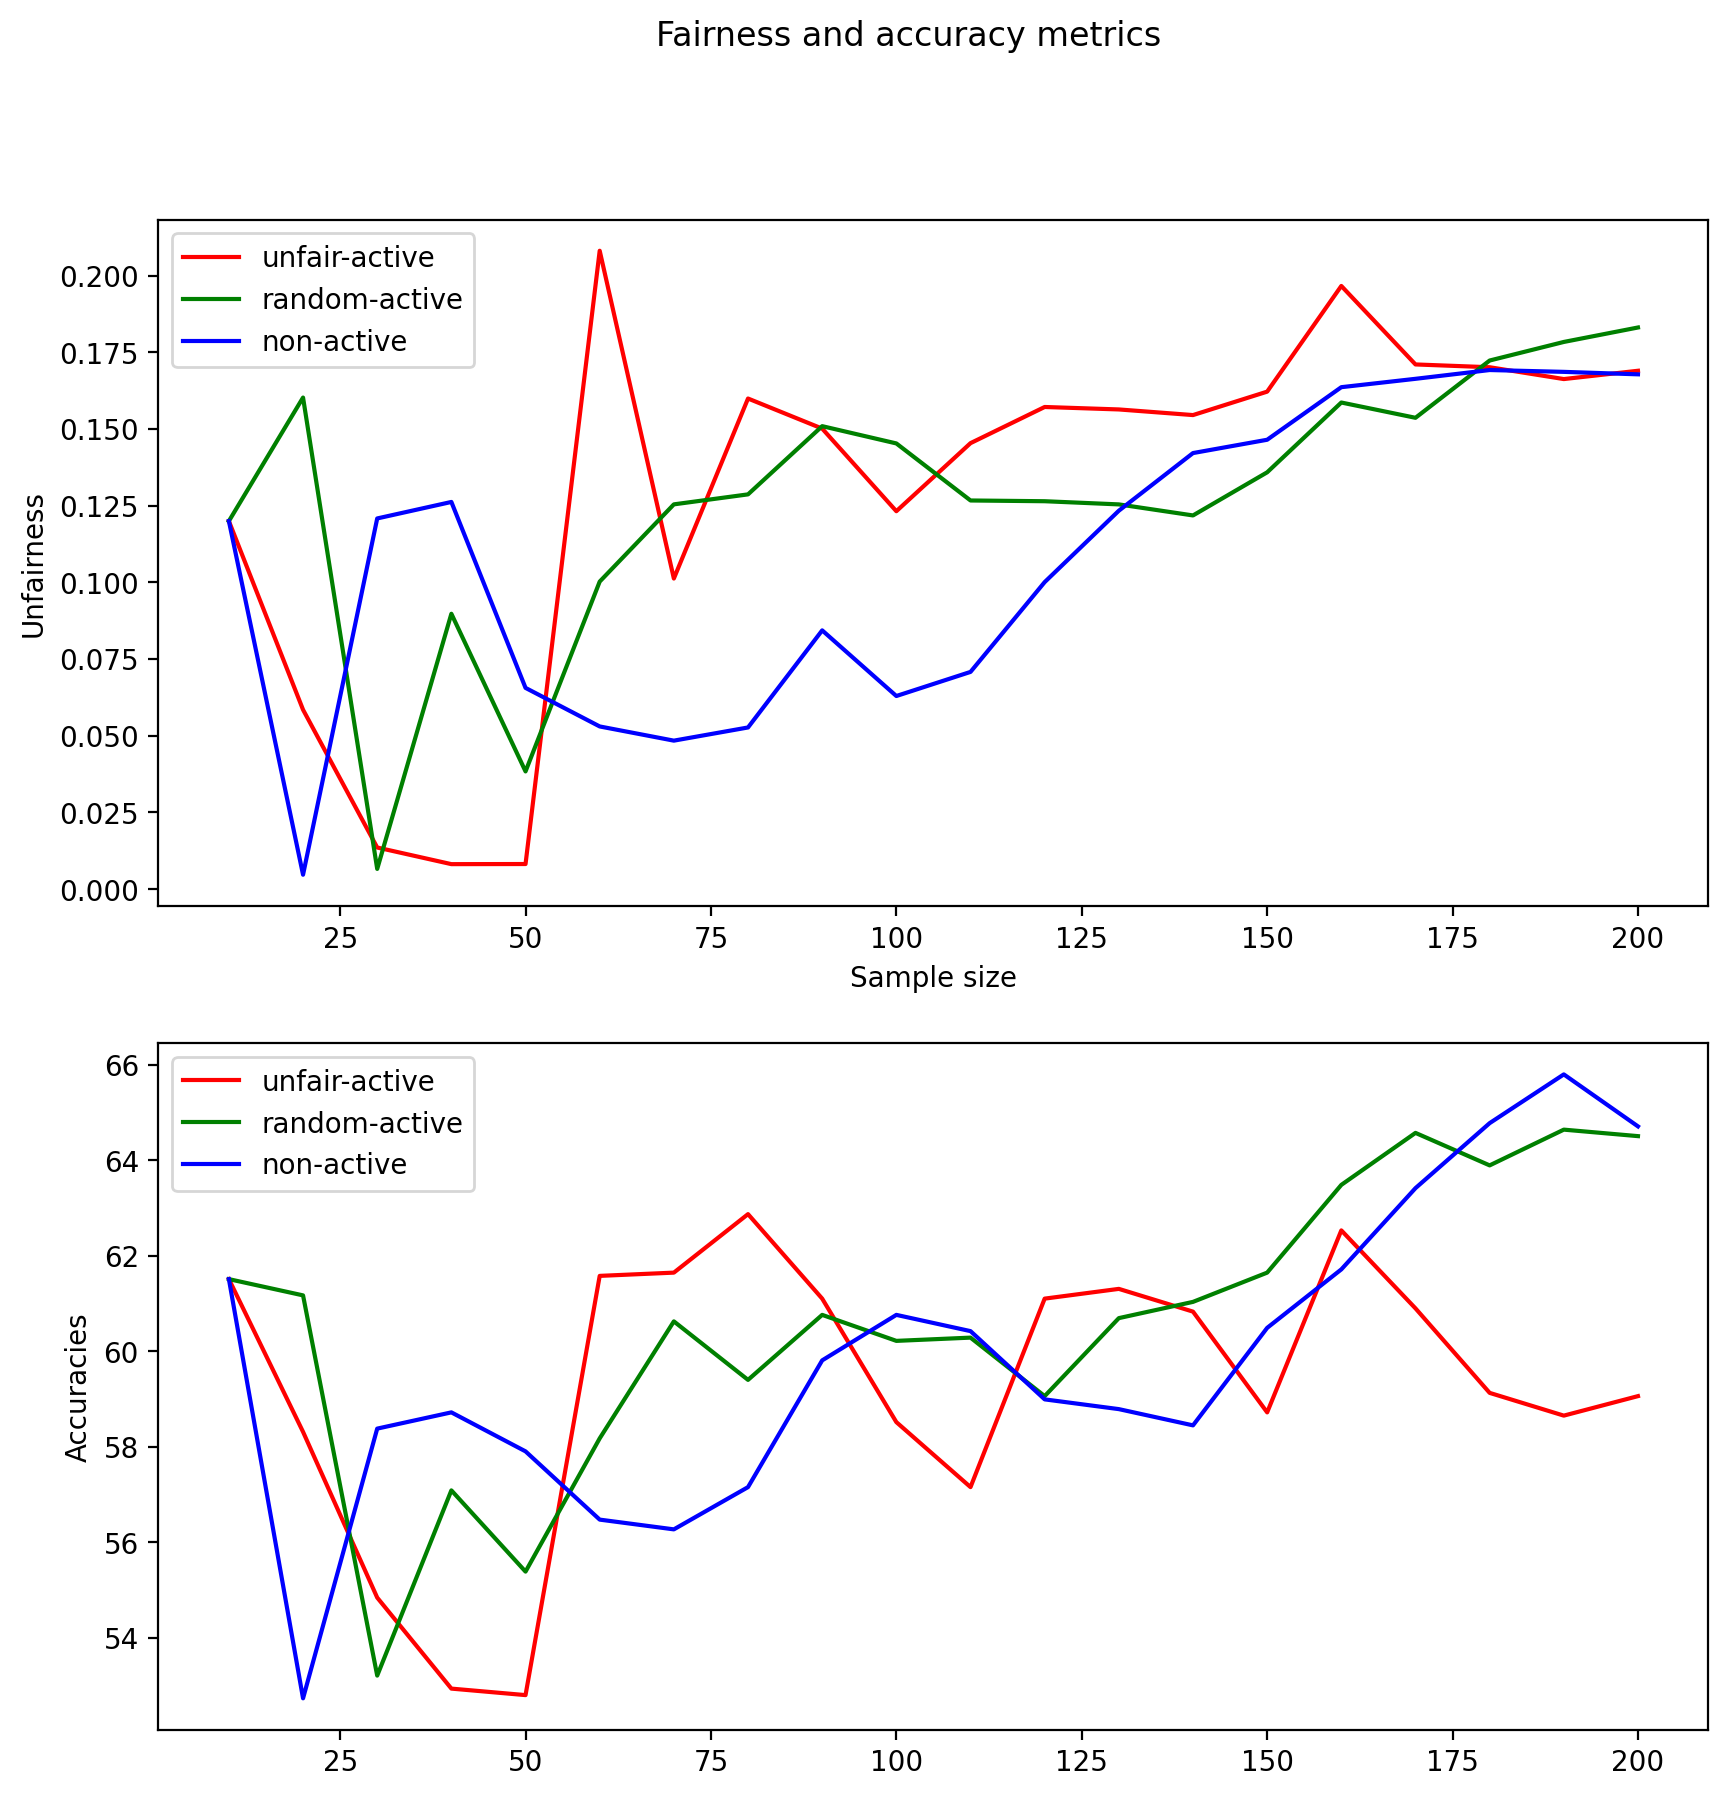 Fairness and accuracy metrics
unfair-active
random-active
non-active
0.200
0.175
0.150
0.125
0.100
0.075
0.050
0.025
0.000
Unfairness
25 50 75 100 125 150 175 200
Sample size
unfair-active
random-active
non-active
66
64
62
60
58
56
54
Accuracies
25 50 75 100 125 150 175 200